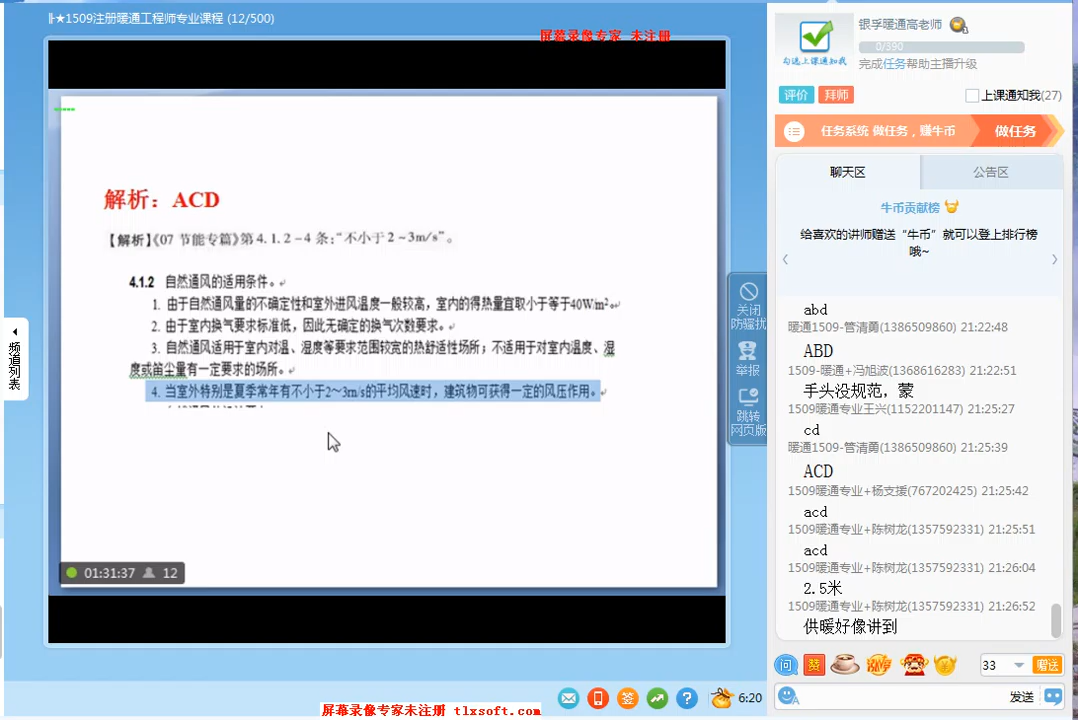 ★1509注册暖通工程师专业课程 (12/500)
屏幕录像专家 未注册
解析：ACD
【解析】《07 节能专篇》第 4.1.2－4 条：“不小于 2～3m/s”。
4.1.2 自然通风的适用条件。
1. 由于自然通风量的不确定性和室外进风温度一般较高，室内的得热量宜取小于等于40W/m²。
2. 由于室内换气要求标准低，因此无确定的换气次数要求。
3. 自然通风适用于室内对温、湿度等要求范围较宽的热舒适性场所；不适用于对室内温度、湿
度或笛尘量有一定要求的场所。
4. 当室外特别是夏季常年有不小于2～3m/s的平均风速时，建筑物可获得一定的风压作用。
01:31:37 12
频道列表
关闭
防骚扰
举报
跳转
网页版
签
?
6:20
屏幕录像专家未注册 tlxsoft.com
勾选上课通知我
银孚暖通高老师
0/390
完成任务帮助主播升级
评价 拜师 上课通知我(27)
任务系统 做任务，赚牛币 做任务
聊天区 公告区
牛币贡献榜
给喜欢的讲师赠送“牛币”就可以登上排行榜
哦~
abd
暖通1509-管清勇(1386509860) 21:22:48
ABD
1509-暖通+冯旭波(1368616283) 21:22:51
手头没规范，蒙
1509暖通专业王兴(1152201147) 21:25:27
cd
暖通1509-管清勇(1386509860) 21:25:39
ACD
1509暖通专业+杨支援(767202425) 21:25:42
acd
1509暖通专业+陈树龙(1357592331) 21:25:51
acd
1509暖通专业+陈树龙(1357592331) 21:26:04
2.5米
1509暖通专业+陈树龙(1357592331) 21:26:52
供暖好像讲到
问 赞 33 赠送
发送